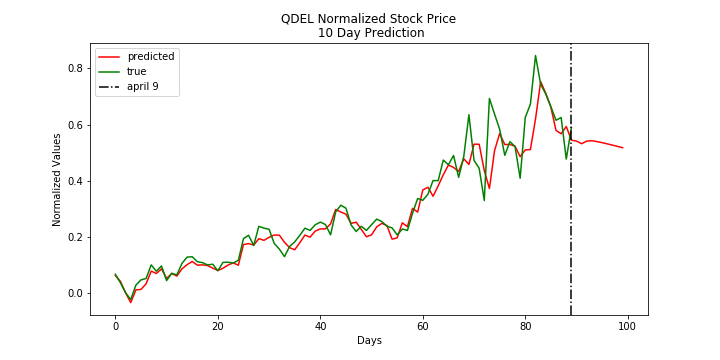 QDEL Normalized Stock Price
10 Day Prediction
predicted
true
april 9
Normalized Values
0.8
0.6
0.4
0.2
0.0
0
20
40
60
80
100
Days